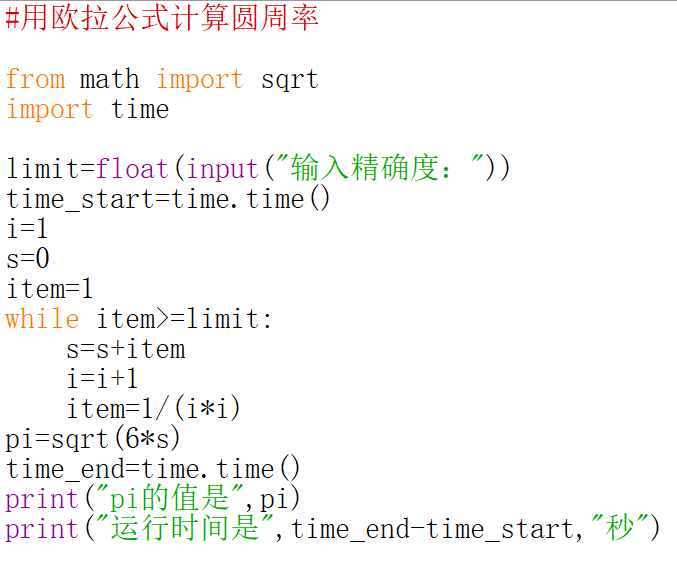 #用欧拉公式计算圆周率
from math import sqrt
import time
limit=float(input("输入精确度："))
time_start=time.time()
i=1
s=0
item=1
while item>=limit:
    s=s+item
    i=i+1
    item=1/(i*i)
pi=sqrt(6*s)
time_end=time.time()
print("pi的值是",pi)
print("运行时间是",time_end-time_start,"秒")